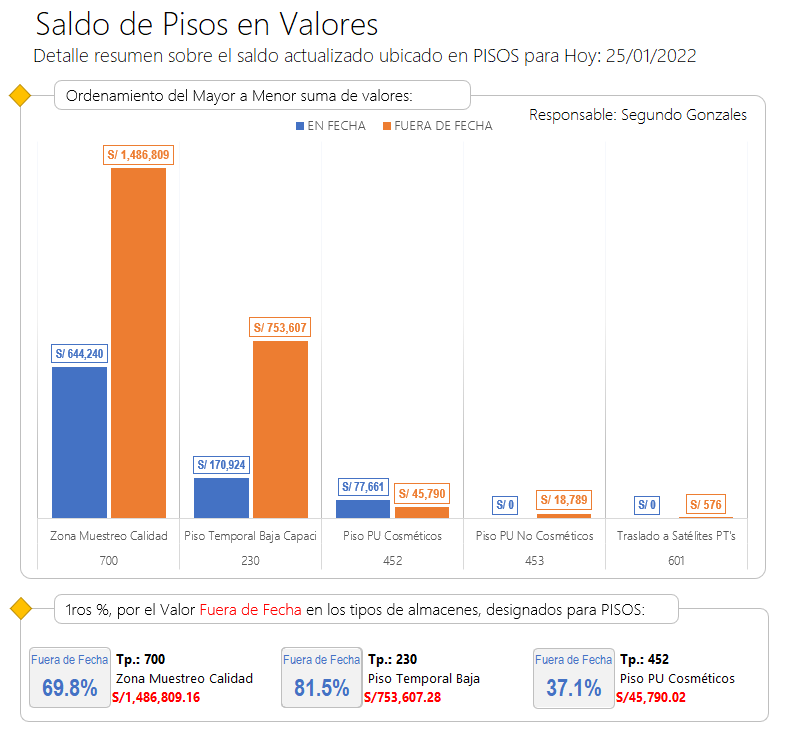 Saldo de Pisos en Valores
Detalle resumen sobre el saldo actualizado ubicado en PISOS para Hoy: 25/01/2022
Ordenamiento del Mayor a Menor suma de valores:
Responsable: Segundo Gonzales
EN FECHA FUERA DE FECHA
S/ 1,486,809
S/ 753,607
S/ 644,240
S/ 170,924
S/ 77,661
S/ 45,790
S/ 0
S/ 18,789
S/ 0
S/ 576
Zona Muestreo Calidad Piso Temporal Baja Capaci Piso PU Cosméticos Piso PU No Cosméticos Traslado a Satélites PT's
700 230 452 453 601
1ros %, por el Valor Fuera de Fecha en los tipos de almacenes, designados para PISOS:
Fuera de Fecha
69.8%
Tp.: 700
Zona Muestreo Calidad
S/1,486,809.16
Fuera de Fecha
81.5%
Tp.: 230
Piso Temporal Baja
S/753,607.28
Fuera de Fecha
37.1%
Tp.: 452
Piso PU Cosméticos
S/45,790.02